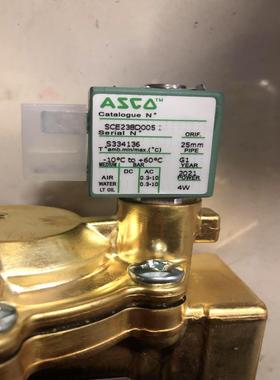 ASCO
Catalogue N°
SCE238D005
Serial N°
ORIF.
S334136
25mm
T° amb.min/max.(°C)
PIPE
-10°C to +60°C
G1
MEDIUM
BAR
YEAR
DC
AC
2021
AIR
0.3-10
POWER
WATER
0.3-10
4W
LT OIL